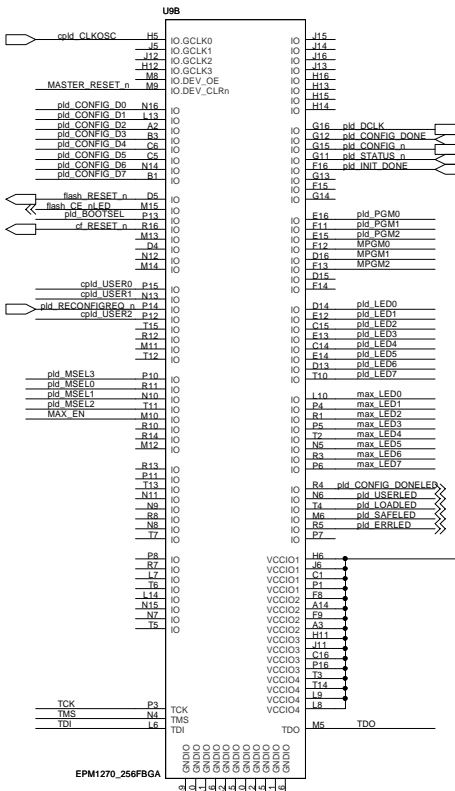 U9B
cpld_CLKOSC H5 IO.GCLK0
J5 IO.GCLK1
J12 IO.GCLK2
H12 IO.GCLK3
M8 IO.DEV_OE
MASTER_RESET_n M9 IO.DEV_CLRn
pld_CONFIG_D0 N16 IO
pld_CONFIG_D1 L13 IO
pld_CONFIG_D2 A2 IO
pld_CONFIG_D3 B3 IO
pld_CONFIG_D4 C6 IO
pld_CONFIG_D5 C5 IO
pld_CONFIG_D6 N14 IO
pld_CONFIG_D7 B1 IO
flash_RESET_n D5 IO
flash_CE_nLED M15 IO
pld_BOOTSEL P13 IO
cf_RESET_n R16 IO
M13 IO
D4 IO
N12 IO
M14 IO
cpld_USER0 P15 IO
cpld_USER1 N13 IO
pld_RECONFIGREQ_n P14 IO
cpld_USER2 P12 IO
T15 IO
R12 IO
M11 IO
T12 IO
pld_MSEL3 P10 IO
pld_MSEL0 R11 IO
pld_MSEL1 N10 IO
pld_MSEL2 T11 IO
MAX_EN M10 IO
R10 IO
R14 IO
M12 IO
R13 IO
P11 IO
T13 IO
N11 IO
N9 IO
R8 IO
N8 IO
T7 IO
P8 IO
R7 IO
L7 IO
T6 IO
L14 IO
N15 IO
N7 IO
T5 IO
TCK P3 TCK
TMS N4 TMS
TDI L6 TDI
IO J15
IO J14
IO J16
IO J13
IO H16
IO H13
IO H15
IO H14
IO G16 pld_DCLK
IO G12 pld_CONFIG_DONE
IO G15 pld_CONFIG_n
IO G11 pld_STATUS_n
IO F16 pld_INIT_DONE
IO G13
IO F15
IO G14
IO E16 pld_PGM0
IO F11 pld_PGM1
IO E15 pld_PGM2
IO F12 MPGM0
IO D16 MPGM1
IO F13 MPGM2
IO D15
IO F14
IO D14 pld_LED0
IO E12 pld_LED1
IO C15 pld_LED2
IO E13 pld_LED3
IO C14 pld_LED4
IO E14 pld_LED5
IO D13 pld_LED6
IO T10 pld_LED7
IO L10 max_LED0
IO P4 max_LED1
IO R1 max_LED2
IO P5 max_LED3
IO T2 max_LED4
IO N5 max_LED5
IO R3 max_LED6
IO P6 max_LED7
IO R4 pld_CONFIG_DONELED
IO N6 pld_USERLED
IO T4 pld_LOADLED
IO M6 pld_SAFELED
IO R5 pld_ERRLED
IO P7
VCCIO1 H6
VCCIO1 J6
VCCIO1 C1
VCCIO1 P1
VCCIO2 F8
VCCIO2 A14
VCCIO2 F9
VCCIO2 A3
VCCIO3 H11
VCCIO3 J11
VCCIO3 C16
VCCIO3 P16
VCCIO4 T3
VCCIO4 T14
VCCIO4 L9
VCCIO4 L8
TDO M5 TDO
GNDIO
GNDIO
GNDIO
GNDIO
GNDIO
GNDIO
GNDIO
GNDIO
GNDIO
GNDIO
EPM1270_256FBGA